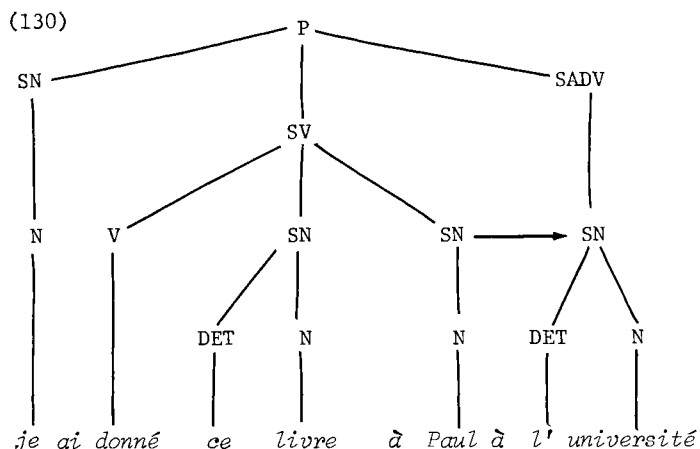 (130)
P
SN SADV
SV
N V SN SN SN
DET N N DET N
je ai donné ce livre à Paul à l' université